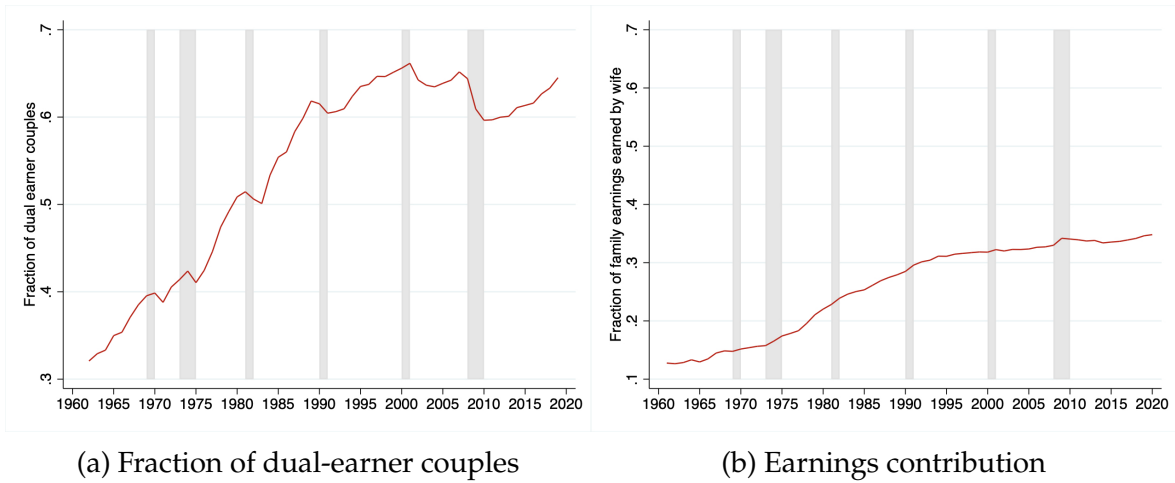 Fraction of dual earner couples
.7
.6
.5
.4
.3
1960 1965 1970 1975 1980 1985 1990 1995 2000 2005 2010 2015 2020
(a) Fraction of dual-earner couples
Fraction of family earnings earned by wife
.7
.6
.5
.4
.3
.2
.1
1960 1965 1970 1975 1980 1985 1990 1995 2000 2005 2010 2015 2020
(b) Earnings contribution